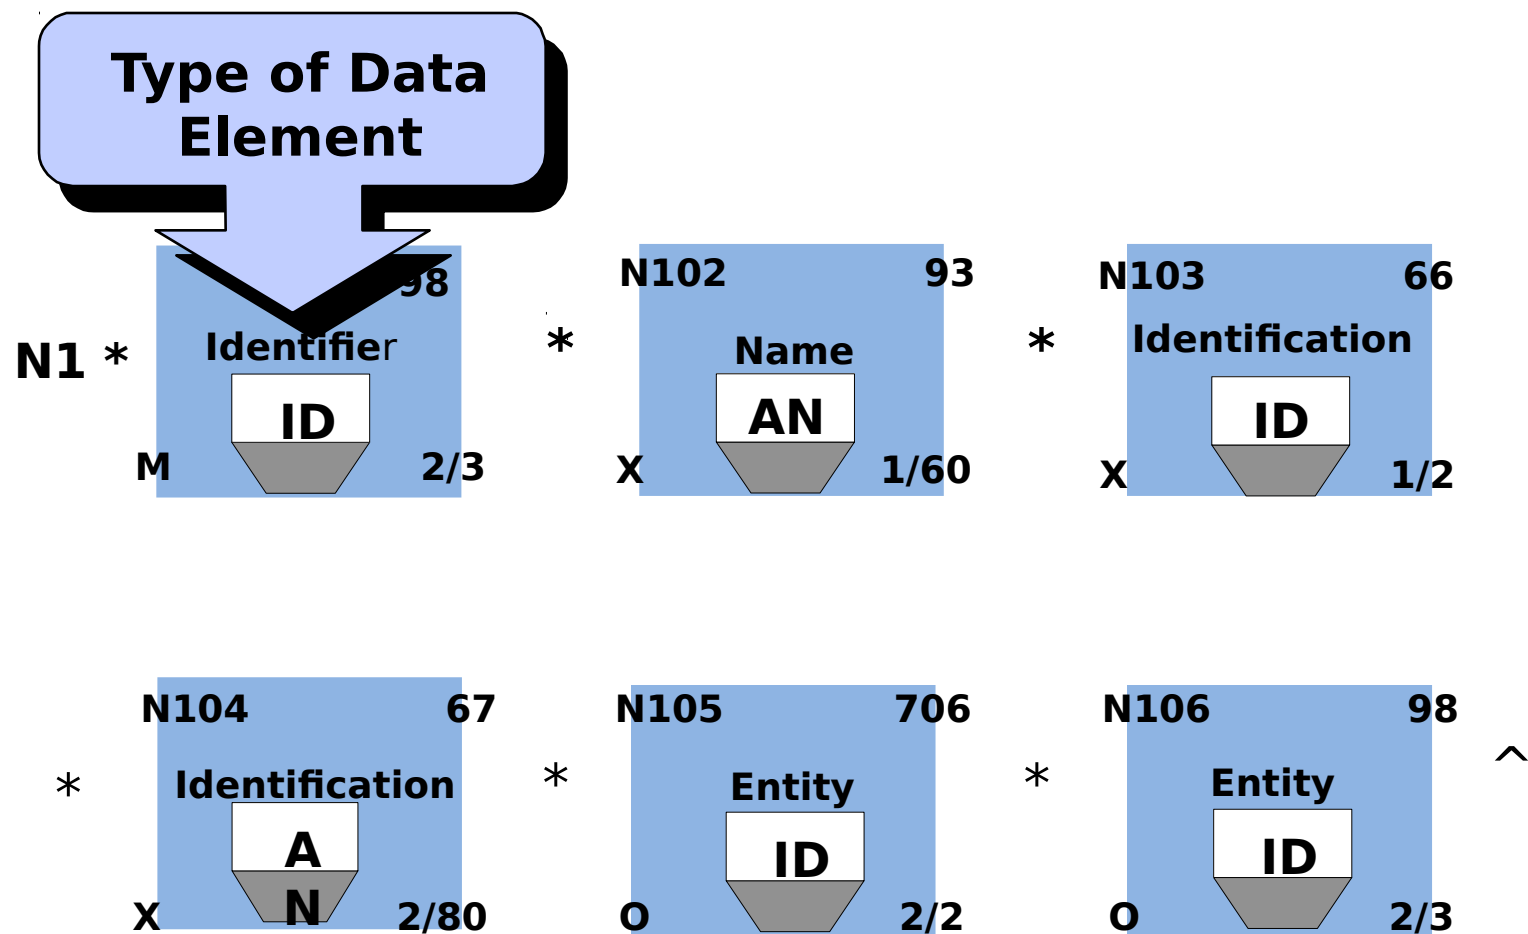 Type of Data
Element
98
N102 93
N103 66
Identifier
Name
Identification
N1 *
*
*
ID
AN
ID
M 2/3
X 1/60
X 1/2
N104 67
N105 706
N106 98
Identification
Entity
Entity
*
*
*
^
A
N
ID
ID
X 2/80
O 2/2
O 2/3